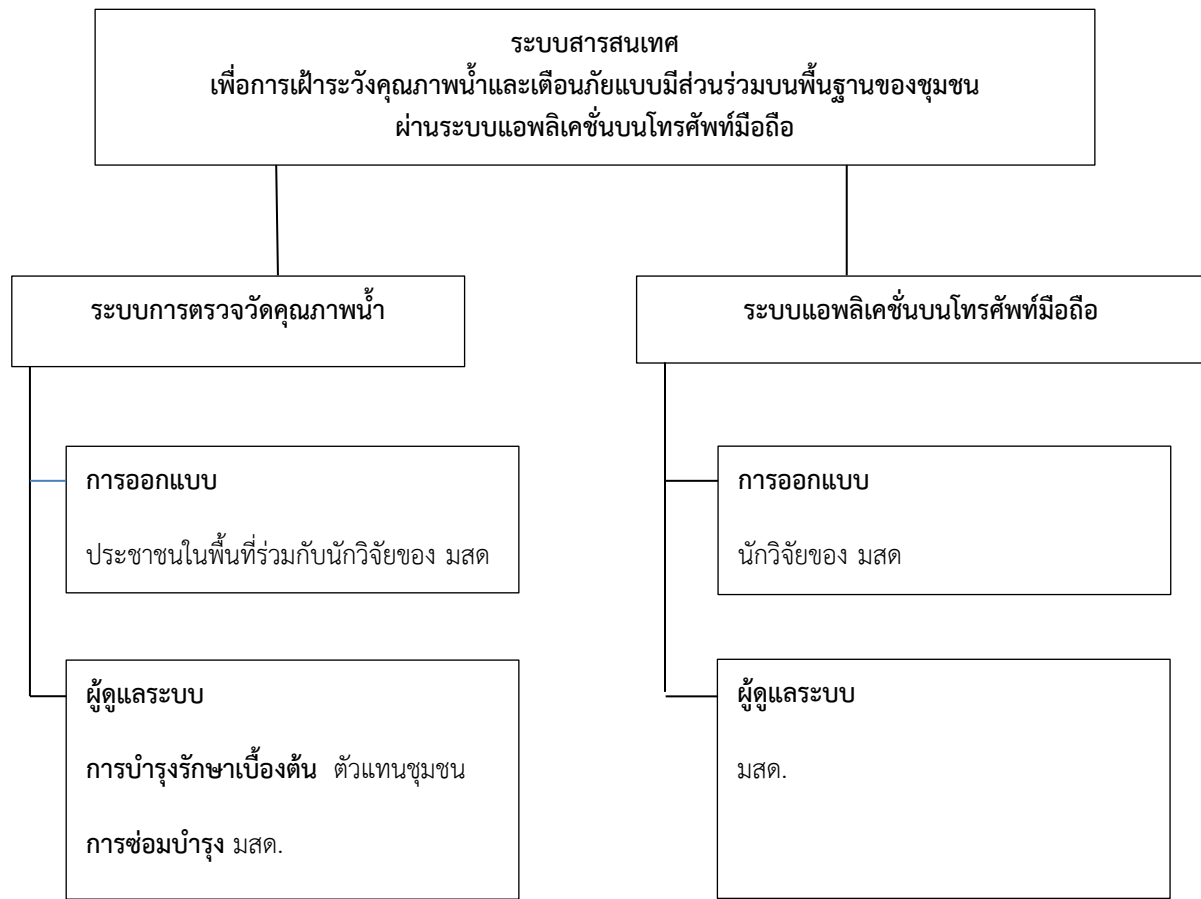 ระบบสารสนเทศ
เพื่อการเฝ้าระวังคุณภาพน้ำและเตือนภัยแบบมีส่วนร่วมบนพื้นฐานของชุมชน
ผ่านระบบแอพลิเคชั่นบนโทรศัพท์มือถือ
ระบบการตรวจวัดคุณภาพน้ำ
การออกแบบ
ประชาชนในพื้นที่ร่วมกับนักวิจัยของ มสด
ผู้ดูแลระบบ
การบำรุงรักษาเบื้องต้น ตัวแทนชุมชน
การซ่อมบำรุง มสด.
ระบบแอพลิเคชั่นบนโทรศัพท์มือถือ
การออกแบบ
นักวิจัยของ มสด
ผู้ดูแลระบบ
มสด.